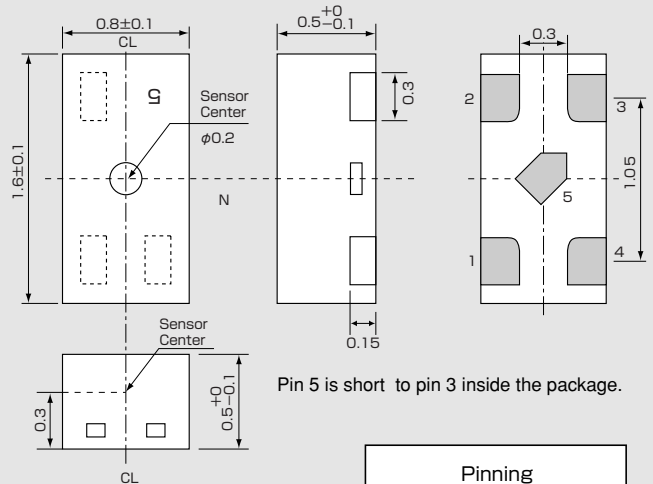 0.8±0.1
CL
5
Sensor
Center
φ0.2
1.6±0.1
N
0.5 +0 −0.1
0.3
0.15
0.3
2
3
5
1
4
1.05
Sensor
Center
0.3
0.5 +0 −0.1
CL
Pin 5 is short to pin 3 inside the package.
Pinning